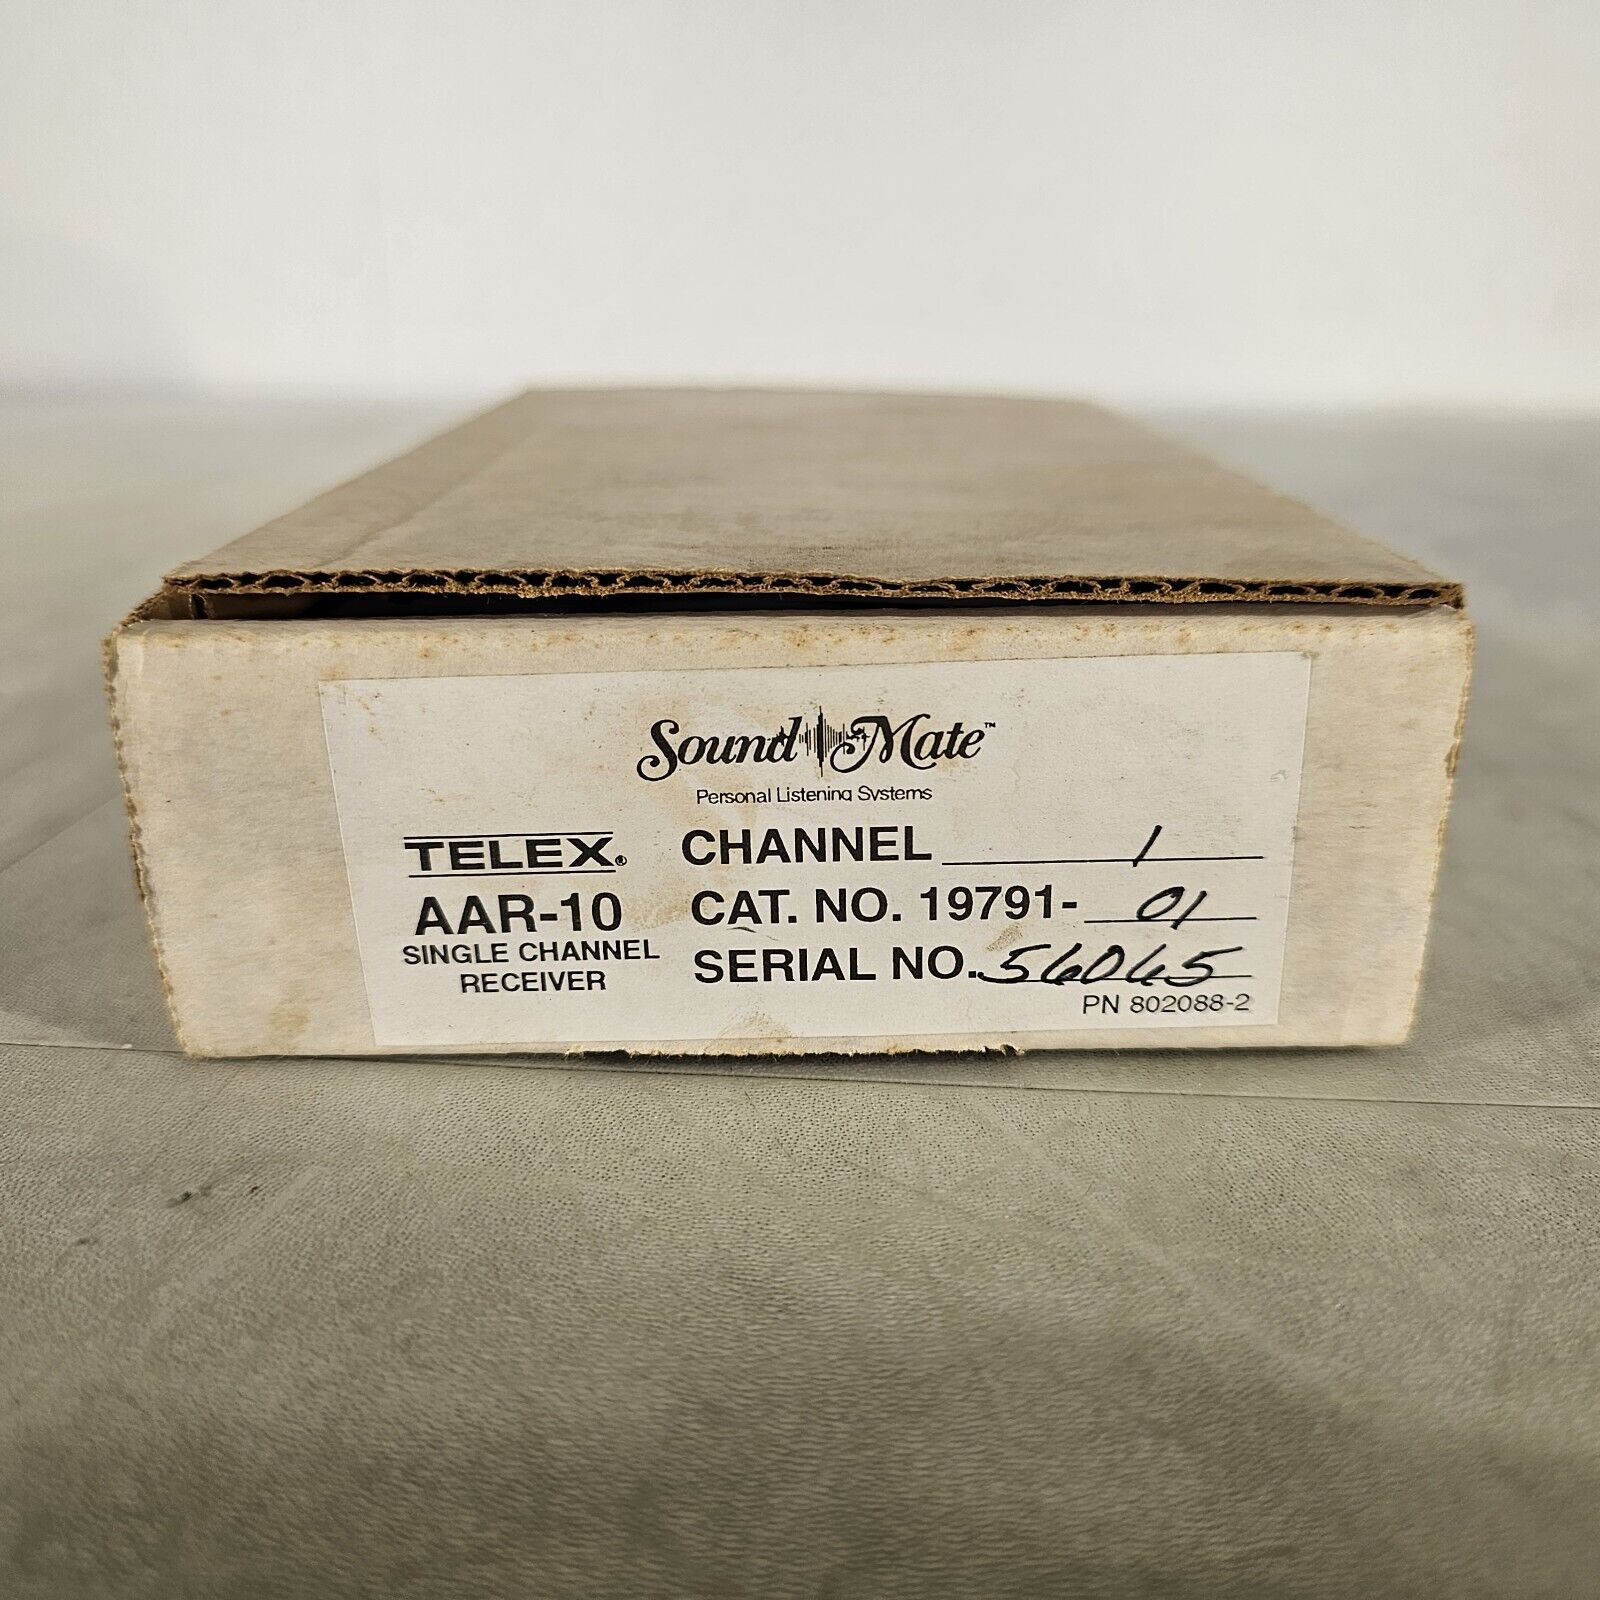 Sound Mate™
Personal Listening Systems
TELEX® CHANNEL 1
AAR-10 CAT. NO. 19791-01
SINGLE CHANNEL RECEIVER SERIAL NO. 56065
PN 802088-2